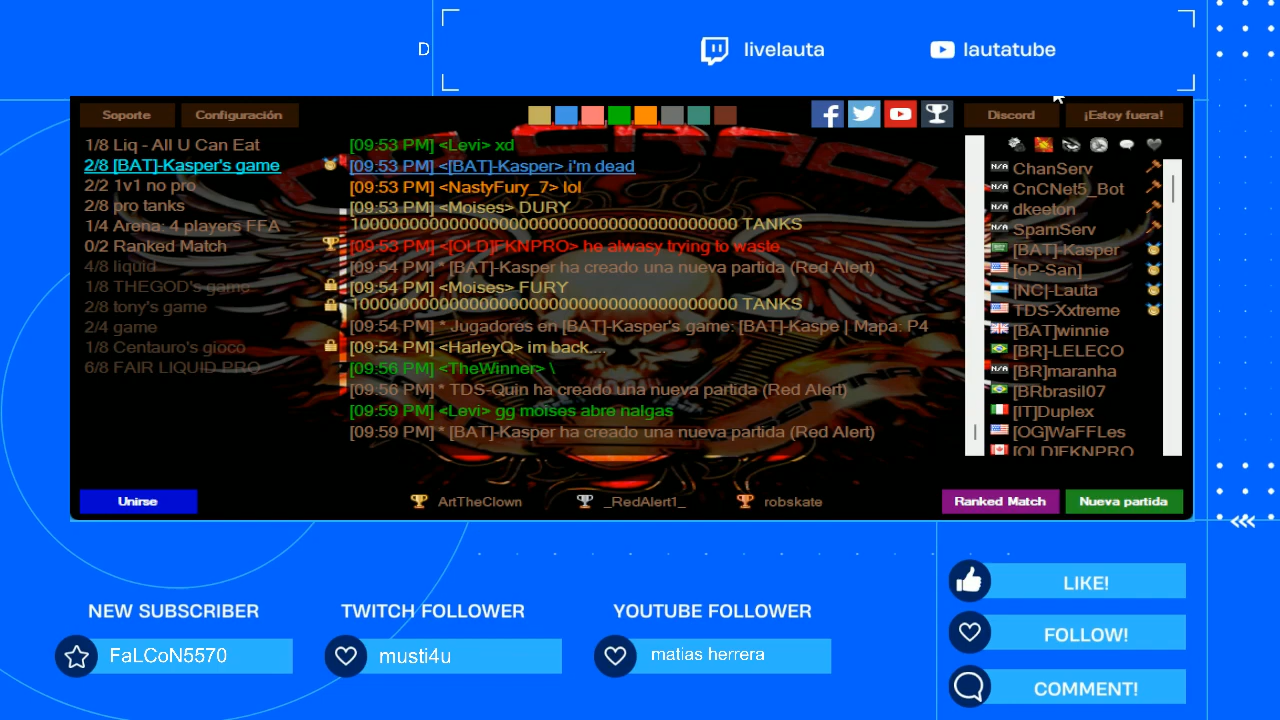 D
livelauta
lautatube
Soporte
Configuración
Discord
¡Estoy fuera!
1/8 Liq - All U Can Eat
2/8 [BAT]-Kasper's game
2/2 1v1 no pro
2/8 pro tanks
1/4 Arena: 4 players FFA
0/2 Ranked Match
4/8 liquid
1/8 THEGOD's game
2/8 tony's game
2/4 game
1/8 Centauro's gioco
6/8 FAIR LIQUID PRO
[09:53 PM] <Levi> xd
[09:53 PM] <[BAT]-Kasper> i'm dead
[09:53 PM] <NastyFury_7> lol
[09:53 PM] <Moises> DURY
[09:53 PM] <[OLD]FKNPRO> he alwasy trying to waste
[09:54 PM] * [BAT]-Kasper ha creado una nueva partida (Red Alert)
[09:54 PM] <Moises> FURY
[09:54 PM] * Jugadores en [BAT]-Kasper's game: [BAT]-Kaspe | Mapa: P4
[09:54 PM] <HarleyQ> im back....
[09:56 PM] <TheWinner> \
[09:56 PM] * TDS-Quin ha creado una nueva partida (Red Alert)
[09:59 PM] <Levi> gg moises abre nalgas
[09:59 PM] * [BAT]-Kasper ha creado una nueva partida (Red Alert)
N/A ChanServ
N/A CnCNet5_Bot
N/A dkeeton
N/A SpamServ
[BAT]-Kasper
[oP-San]
[NC]-Lauta
TDS-Xxtreme
[BAT]winnie
[BR]-LELECO
N/A [BR]maranha
[BRbrasil07
[IT]Duplex
[OG]WaFFLes
[OLD]FKNPRO
Unirse
ArtTheClown
_RedAlert1_
robskate
Ranked Match
Nueva partida
NEW SUBSCRIBER
FaLCoN5570
TWITCH FOLLOWER
musti4u
YOUTUBE FOLLOWER
matias herrera
LIKE!
FOLLOW!
COMMENT!